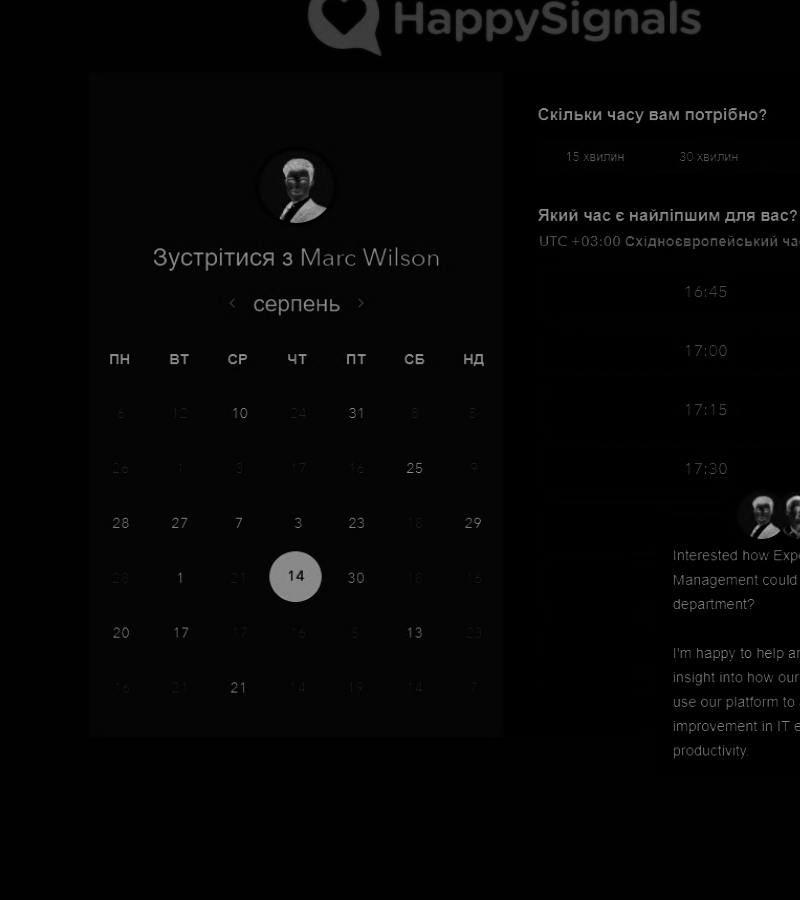 HappySignals
Зустрітися з Marc Wilson
серпень
ПН ВТ СР ЧТ ПТ СБ НД
6 12 10 24 31 8 5
26 1 3 17 16 25 9
28 27 7 3 23 18 29
28 1 21 14 30 18 16
20 17 17 16 5 13 23
16 21 21 14 19 14 7
Скільки часу вам потрібно?
15 хвилин 30 хвилин
Який час є найліпшим для вас?
UTC +03:00 Східноєвропейський
16:45
17:00
17:15
17:30
Interested how
Management could
department?
I'm happy to help
insight into how our
use our platform to
improvement in IT
productivity.